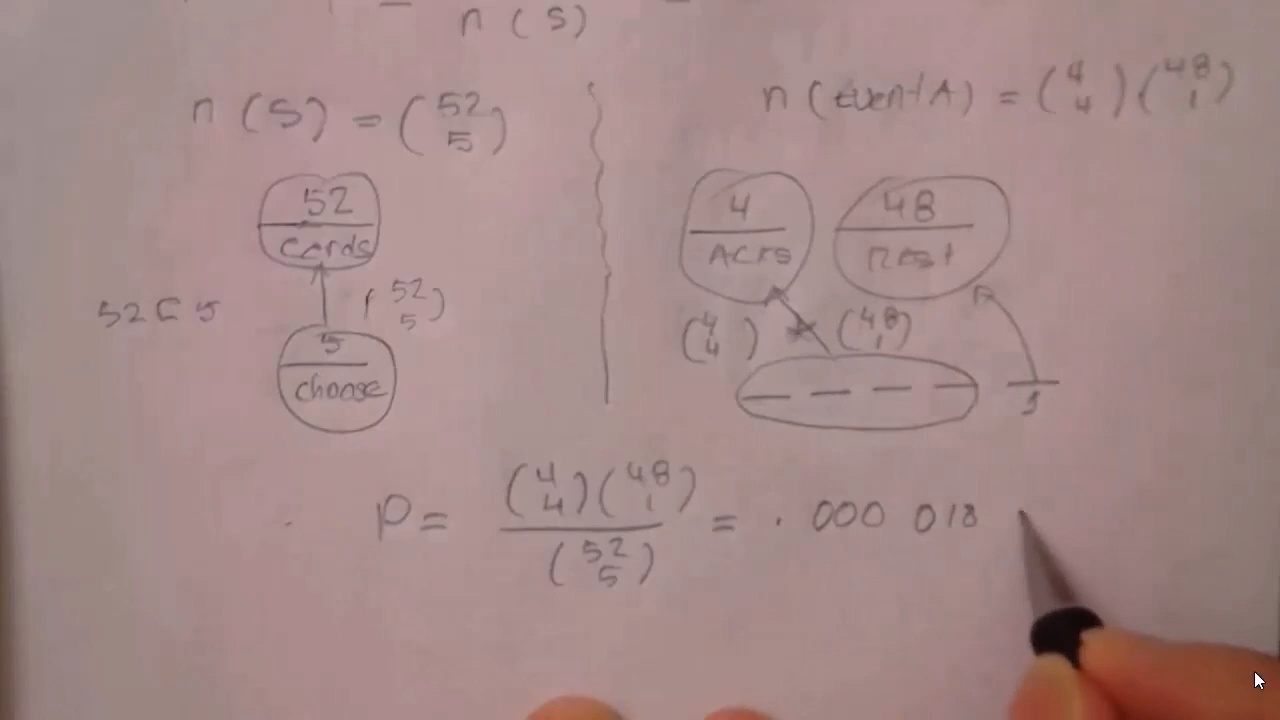 n (S)
n (S) = (52 5)
n (Event A) = (4 4)(48 1)
52
cards
52 C 5
(52 5)
5
choose
4
ACES
48
Rest
(4 4) × (48 1)
1
P = (4 4)(48 1) / (52 5) = . 000 018